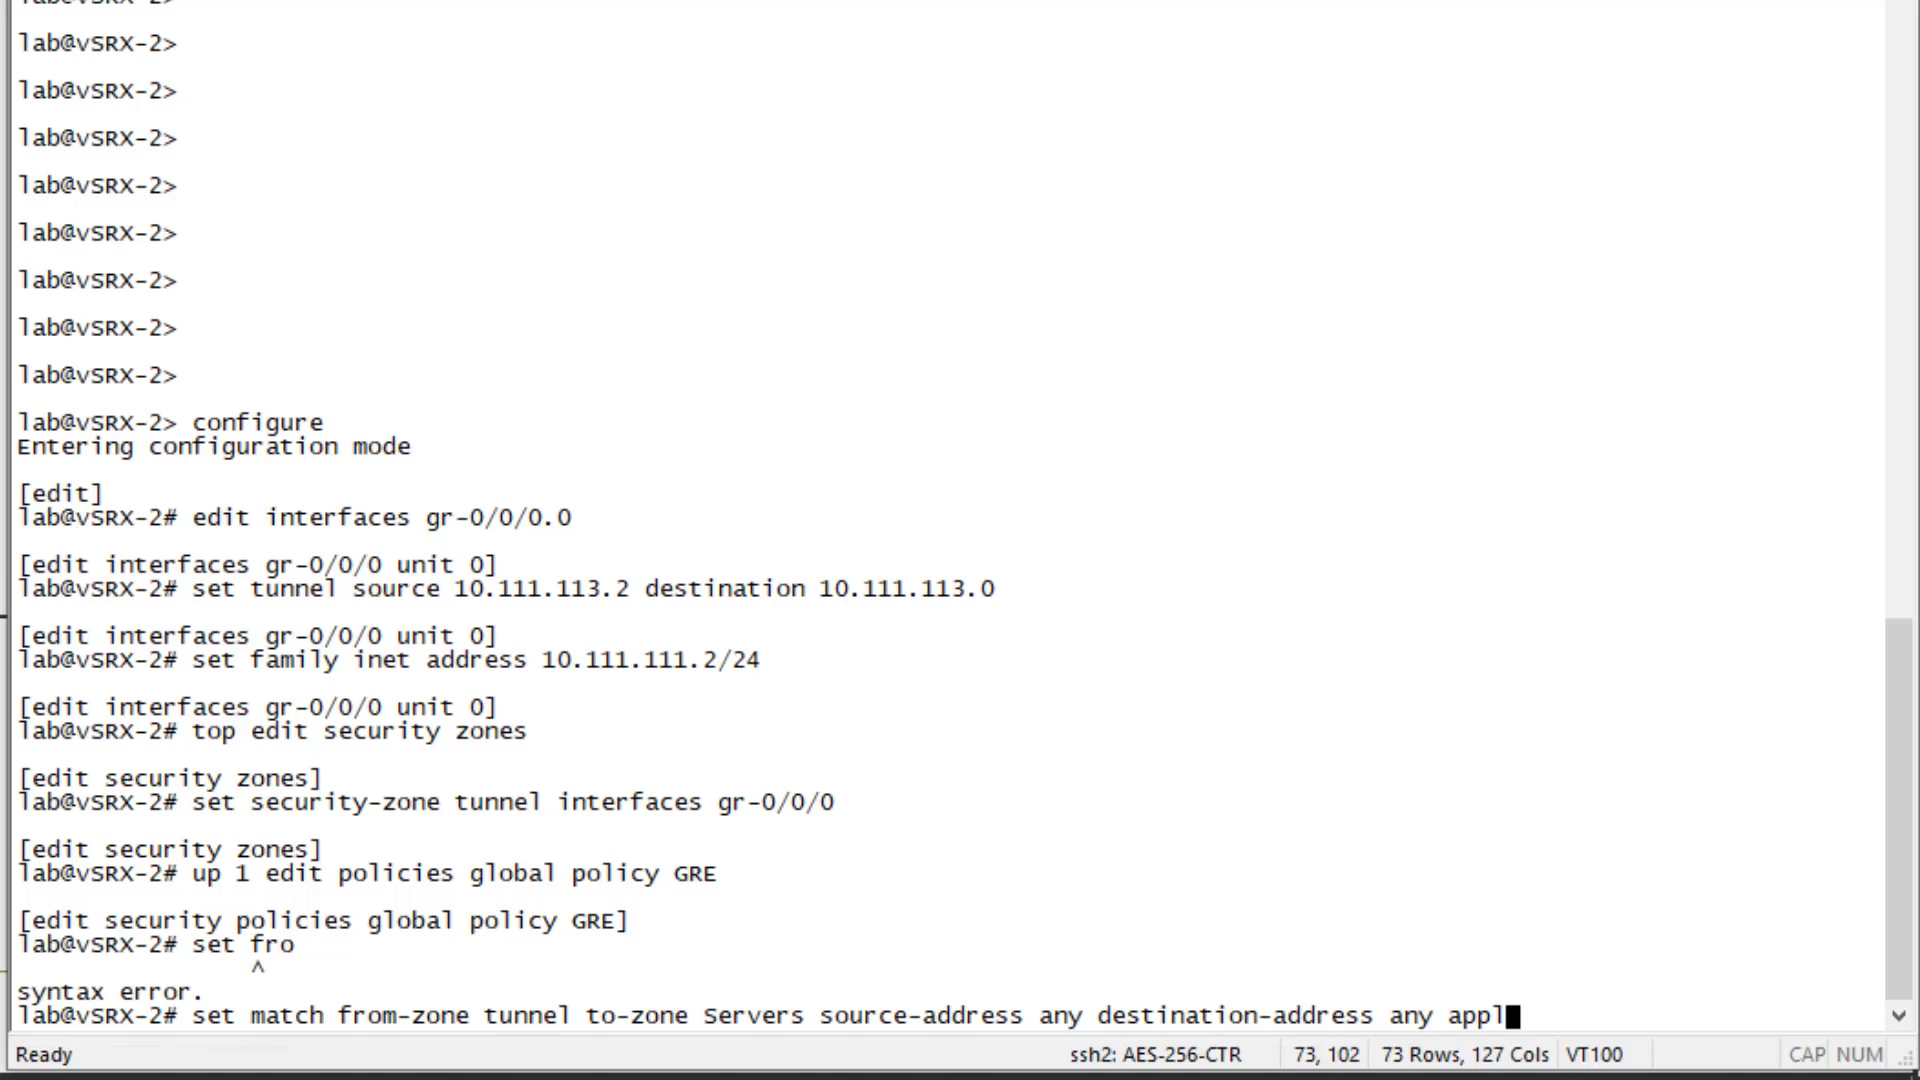 lab@vSRX-2>
lab@vSRX-2>
lab@vSRX-2>
lab@vSRX-2>
lab@vSRX-2>
lab@vSRX-2>
lab@vSRX-2>
lab@vSRX-2>
lab@vSRX-2>
lab@vSRX-2> configure
Entering configuration mode
[edit]
lab@vSRX-2# edit interfaces gr-0/0/0.0
[edit interfaces gr-0/0/0 unit 0]
lab@vSRX-2# set tunnel source 10.111.113.2 destination 10.111.113.0
[edit interfaces gr-0/0/0 unit 0]
lab@vSRX-2# set family inet address 10.111.111.2/24
[edit interfaces gr-0/0/0 unit 0]
lab@vSRX-2# top edit security zones
[edit security zones]
lab@vSRX-2# set security-zone tunnel interfaces gr-0/0/0
[edit security zones]
lab@vSRX-2# up 1 edit policies global policy GRE
[edit security policies global policy GRE]
lab@vSRX-2# set fro
^
syntax error.
lab@vSRX-2# set match from-zone tunnel to-zone Servers source-address any destination-address any appl
Ready ssh2: AES-256-CTR 73, 102 73 Rows, 127 Cols VT100 CAP NUM